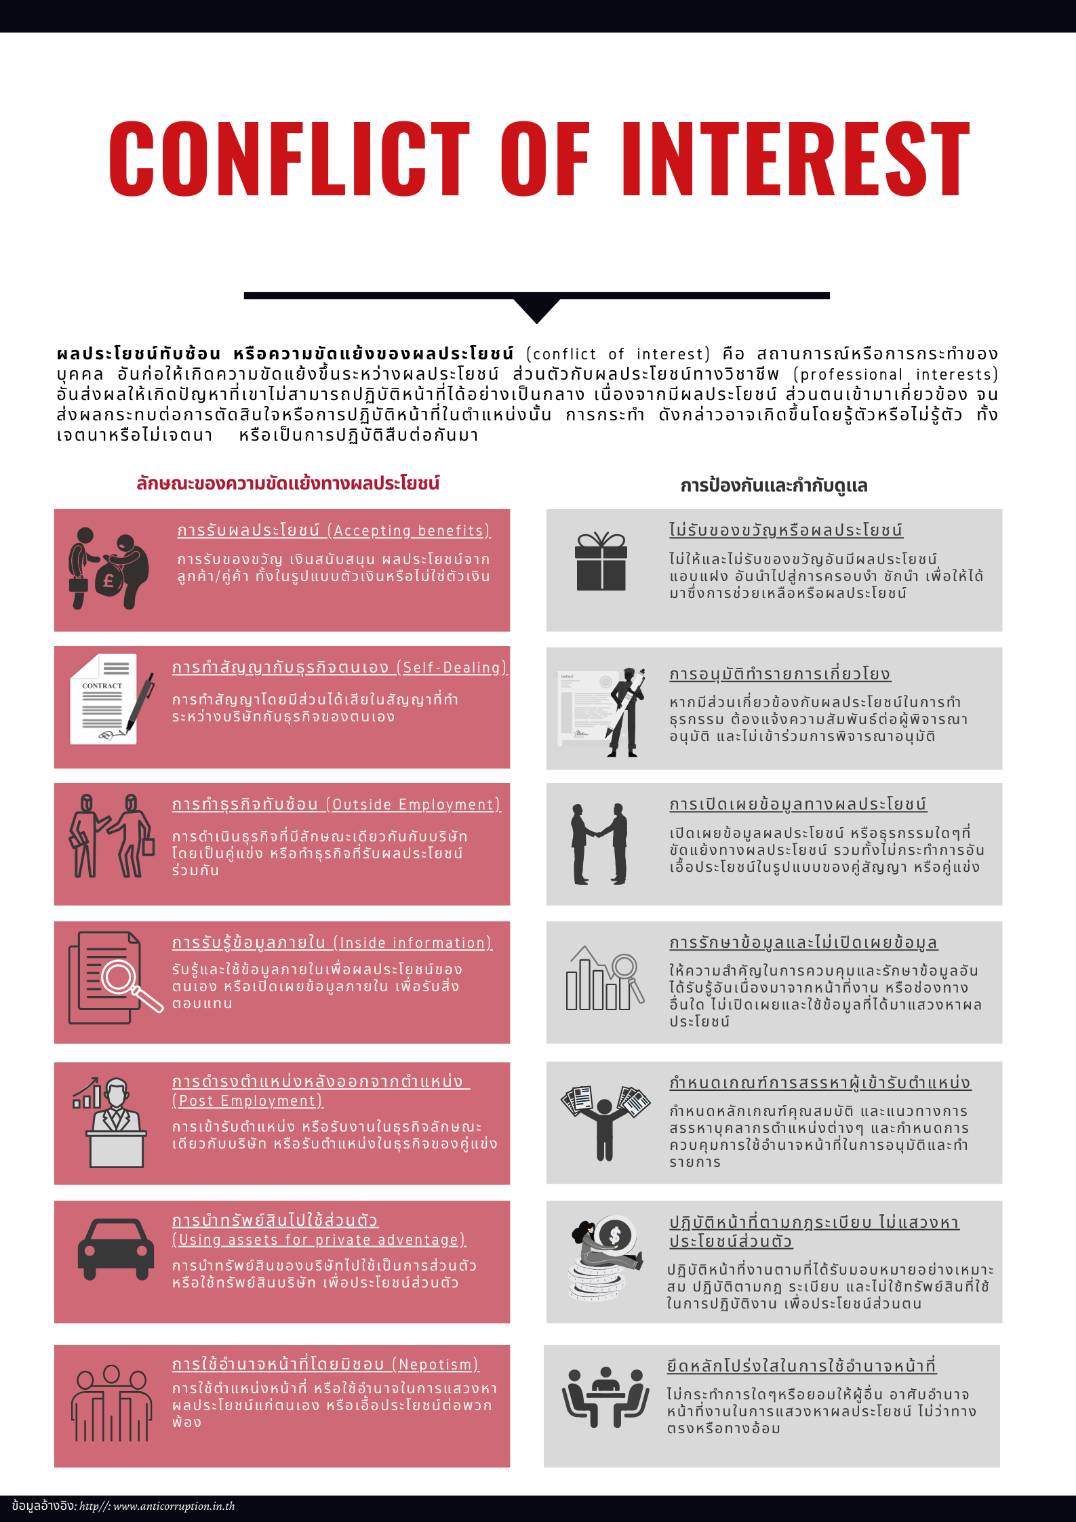 CONFLICT OF INTEREST
ผลประโยชน์ทับซ้อน หรือความขัดแย้งของผลประโยชน์ (conflict of interest) คือ สถานการณ์หรือการกระทำของ
บุคคล อันก่อให้เกิดความขัดแย้งขึ้นระหว่างผลประโยชน์ ส่วนตัวกับผลประโยชน์ทางวิชาชีพ (professional interests)
อันส่งผลให้เกิดปัญหาที่เขาไม่สามารถปฏิบัติหน้าที่ได้อย่างเป็นกลาง เนื่องจากมีผลประโยชน์ ส่วนตนเข้ามาเกี่ยวข้อง จน
ส่งผลกระทบต่อการตัดสินใจหรือการปฏิบัติหน้าที่ในตำแหน่งนั้น การกระทำ ดังกล่าวอาจเกิดขึ้นโดยรู้ตัวหรือไม่รู้ตัว ทั้ง
เจตนาหรือไม่เจตนา หรือเป็นการปฏิบัติสืบต่อกันมา
ลักษณะของความขัดแย้งทางผลประโยชน์
การรับผลประโยชน์ (Accepting benefits)
การรับของขวัญ เงินสนับสนุน ผลประโยชน์จาก
ลูกค้า/คู่ค้า ทั้งในรูปแบบตัวเงินหรือไม่ใช่ตัวเงิน
CONTRACT
การทำสัญญากับธุรกิจตนเอง (Self-Dealing)
การทำสัญญาโดยมีส่วนได้เสียในสัญญาที่ทำ
ระหว่างบริษัทกับธุรกิจของตนเอง
การทำธุรกิจทับซ้อน (Outside Employment)
การดำเนินธุรกิจที่มีลักษณะเดียวกันกับบริษัท
โดยเป็นคู่แข่ง หรือทำธุรกิจที่รับผลประโยชน์
ร่วมกัน
การรับรู้ข้อมูลภายใน (Inside information)
รับรู้และใช้ข้อมูลภายในเพื่อผลประโยชน์ของ
ตนเอง หรือเปิดเผยข้อมูลภายใน เพื่อรับสิ่ง
ตอบแทน
การดำรงตำแหน่งหลังออกจากตำแหน่ง
(Post Employment)
การเข้ารับตำแหน่ง หรือรับงานในธุรกิจลักษณะ
เดียวกับบริษัท หรือรับตำแหน่งในธุรกิจของคู่แข่ง
การนำทรัพย์สินไปใช้ส่วนตัว
(Using assets for private adventage)
การนำทรัพย์สินของบริษัทไปใช้เป็นการส่วนตัว
หรือใช้ทรัพย์สินบริษัท เพื่อประโยชน์ส่วนตัว
การใช้อำนาจหน้าที่โดยมิชอบ (Nepotism)
การใช้ตำแหน่งหน้าที่ หรือใช้อำนาจในการแสวงหา
ผลประโยชน์แก่ตนเอง หรือเอื้อประโยชน์ต่อพวก
พ้อง
การป้องกันและกำกับดูแล
ไม่รับของขวัญหรือผลประโยชน์
ไม่ให้และไม่รับของขวัญอันมีผลประโยชน์
แอบแฝง อันนำไปสู่การครอบงำ ชักนำ เพื่อให้ได้
มาซึ่งการช่วยเหลือหรือผลประโยชน์
การอนุมัติทำรายการเกี่ยวโยง
หากมีส่วนเกี่ยวข้องกับผลประโยชน์ในการทำ
ธุรกรรม ต้องแจ้งความสัมพันธ์ต่อผู้พิจารณา
อนุมัติ และไม่เข้าร่วมการพิจารณาอนุมัติ
การเปิดเผยข้อมูลทางผลประโยชน์
เปิดเผยข้อมูลผลประโยชน์ หรือธุรกรรมใดๆที่
ขัดแย้งทางผลประโยชน์ รวมทั้งไม่กระทำการอัน
เอื้อประโยชน์ในรูปแบบของคู่สัญญา หรือคู่แข่ง
การรักษาข้อมูลและไม่เปิดเผยข้อมูล
ให้ความสำคัญในการควบคุมและรักษาข้อมูลอัน
ได้รับรู้อันเนื่องมาจากหน้าที่งาน หรือช่องทาง
อื่นใด ไม่เปิดเผยและใช้ข้อมูลที่ได้มาแสวงหาผล
ประโยชน์
กำหนดเกณฑ์การสรรหาผู้เข้ารับตำแหน่ง
กำหนดหลักเกณฑ์คุณสมบัติ และแนวทางการ
สรรหาบุคลากรตำแหน่งต่างๆ และกำหนดการ
ควบคุมการใช้อำนาจหน้าที่ในการอนุมัติและทำ
รายการ
ปฏิบัติหน้าที่ตามกฎระเบียบ ไม่แสวงหา
ประโยชน์ส่วนตัว
ปฏิบัติหน้าที่งานตามที่ได้รับมอบหมายอย่างเหมาะ
สม ปฏิบัติตามกฎ ระเบียบ และไม่ใช้ทรัพย์สินที่ใช้
ในการปฏิบัติงาน เพื่อประโยชน์ส่วนตน
ยึดหลักโปร่งใสในการใช้อำนาจหน้าที่
ไม่กระทำการใดๆหรือยอมให้ผู้อื่น อาศัยอำนาจ
หน้าที่งานในการแสวงหาผลประโยชน์ ไม่ว่าทาง
ตรงหรือทางอ้อม
ข้อมูลอ้างอิง: http//: www.anticorruption.in.th